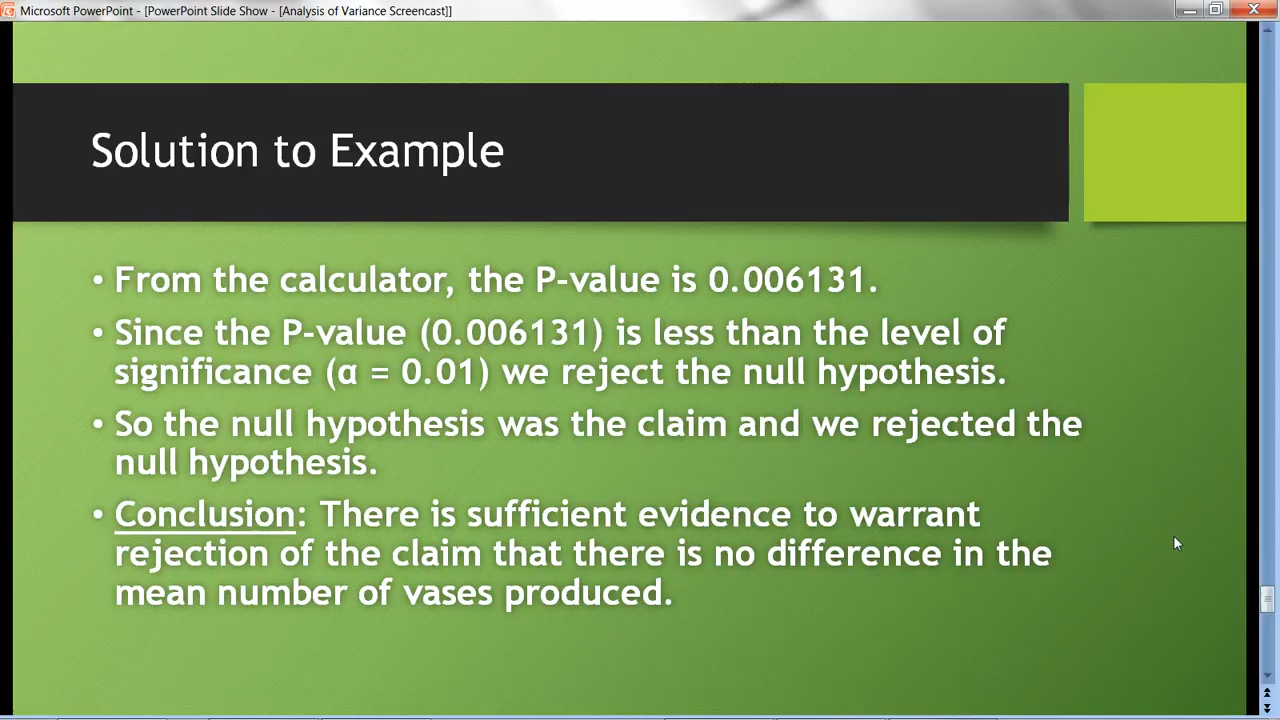 Microsoft PowerPoint - [PowerPoint Slide Show - [Analysis of Variance Screencast]]
Solution to Example
• From the calculator, the P-value is 0.006131.
• Since the P-value (0.006131) is less than the level of
significance (α = 0.01) we reject the null hypothesis.
• So the null hypothesis was the claim and we rejected the
null hypothesis.
• Conclusion: There is sufficient evidence to warrant
rejection of the claim that there is no difference in the
mean number of vases produced.